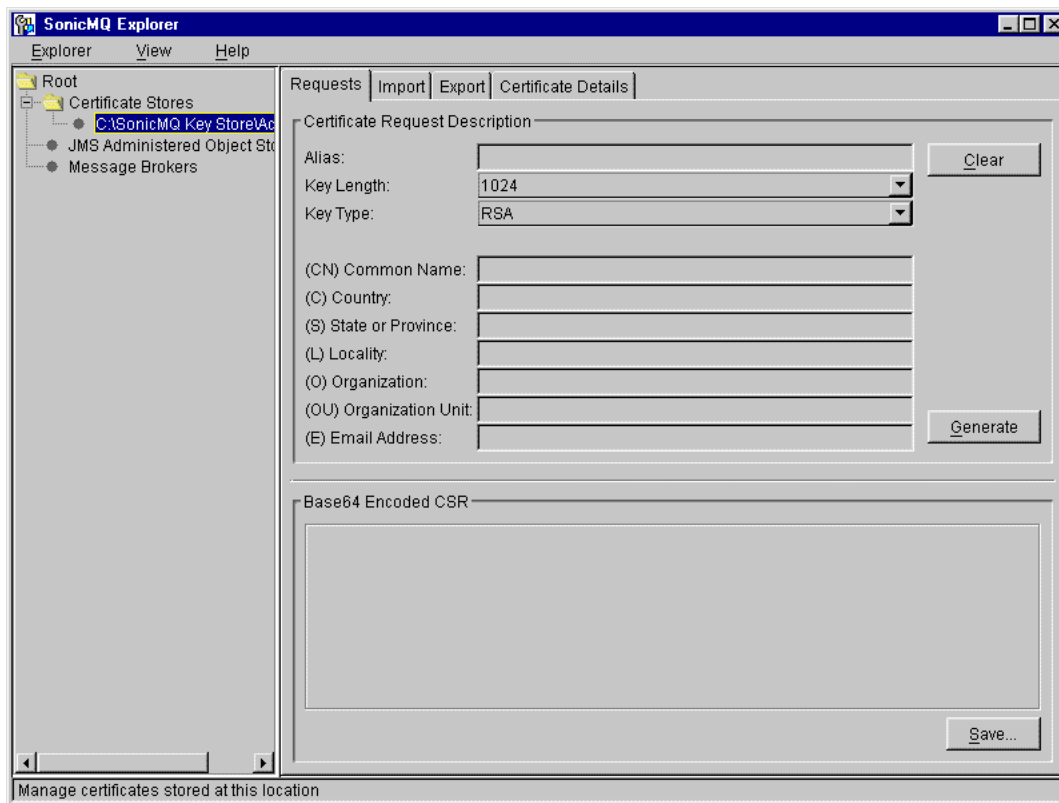 SonicMQ Explorer
Explorer View Help
Root
Certificate Stores
C:\SonicMQ Key Store\Ac
JMS Administered Object Sto
Message Brokers
Requests Import Export Certificate Details
Certificate Request Description
Alias:
Clear
Key Length: 1024
Key Type: RSA
(CN) Common Name:
(C) Country:
(S) State or Province:
(L) Locality:
(O) Organization:
(OU) Organization Unit:
Generate
(E) Email Address:
Base64 Encoded CSR
Save...
Manage certificates stored at this location